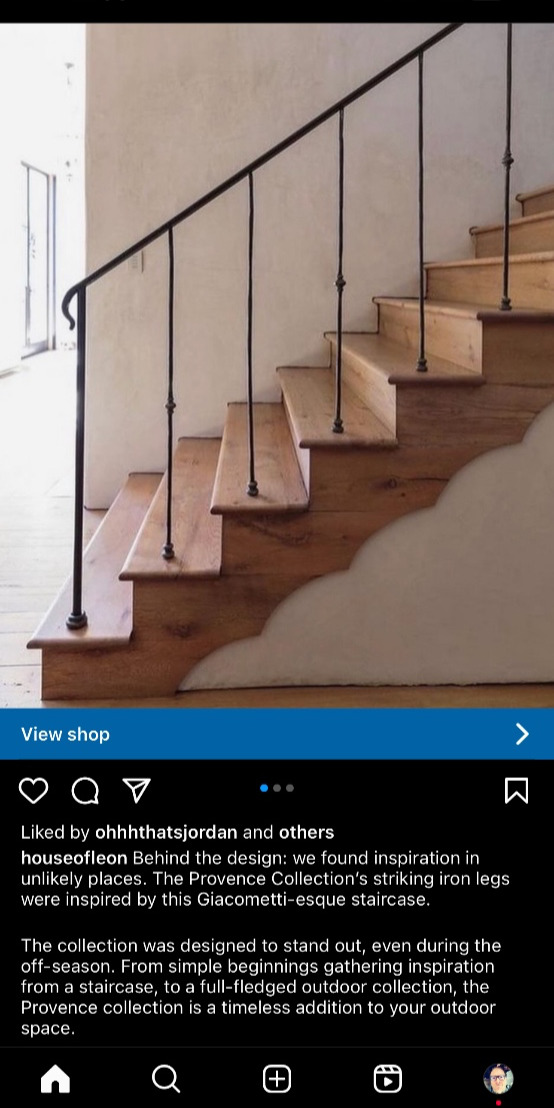 View shop
Liked by ohhhthatsjordan and others
houseofleon Behind the design: we found inspiration in
unlikely places. The Provence Collection’s striking iron legs
were inspired by this Giacometti-esque staircase.
The collection was designed to stand out, even during the
off-season. From simple beginnings gathering inspiration
from a staircase, to a full-fledged outdoor collection, the
Provence collection is a timeless addition to your outdoor
space.